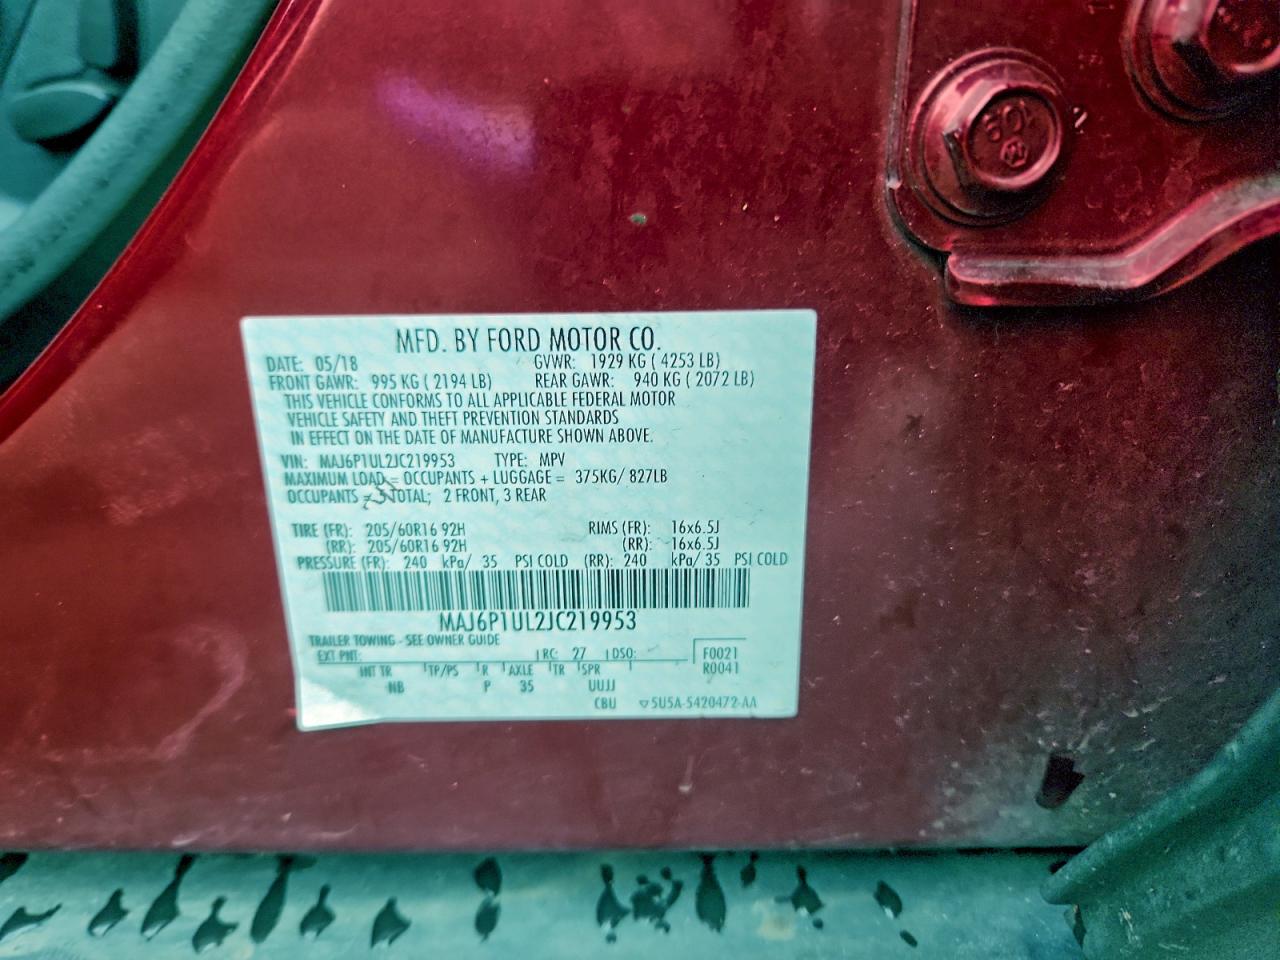 MFD. BY FORD MOTOR CO.
DATE: 05/18 GVWR: 1929 KG ( 4253 LB)
FRONT GAWR: 995 KG ( 2194 LB) REAR GAWR: 940 KG ( 2072 LB)
THIS VEHICLE CONFORMS TO ALL APPLICABLE FEDERAL MOTOR
VEHICLE SAFETY AND THEFT PREVENTION STANDARDS
IN EFFECT ON THE DATE OF MANUFACTURE SHOWN ABOVE.
VIN: MAJ6P1UL2JC219953 TYPE: MPV
MAXIMUM LOAD = OCCUPANTS + LUGGAGE = 375KG/ 827LB
OCCUPANTS = 5 TOTAL; 2 FRONT, 3 REAR
TIRE (FR): 205/60R16 92H RIMS (FR): 16x6.5J
(RR): 205/60R16 92H (RR): 16x6.5J
PRESSURE (FR): 240 kPa/ 35 PSI COLD (RR): 240 kPa/ 35 PSI COLD
MAJ6P1UL2JC219953
TRAILER TOWING - SEE OWNER GUIDE
EXT PNT: RC: 27 DSO: F0021
INT TR TP/PS R AXLE TR SPR R0041
NB P 35 UUJJ
CBU 5U5A-5420472-AA